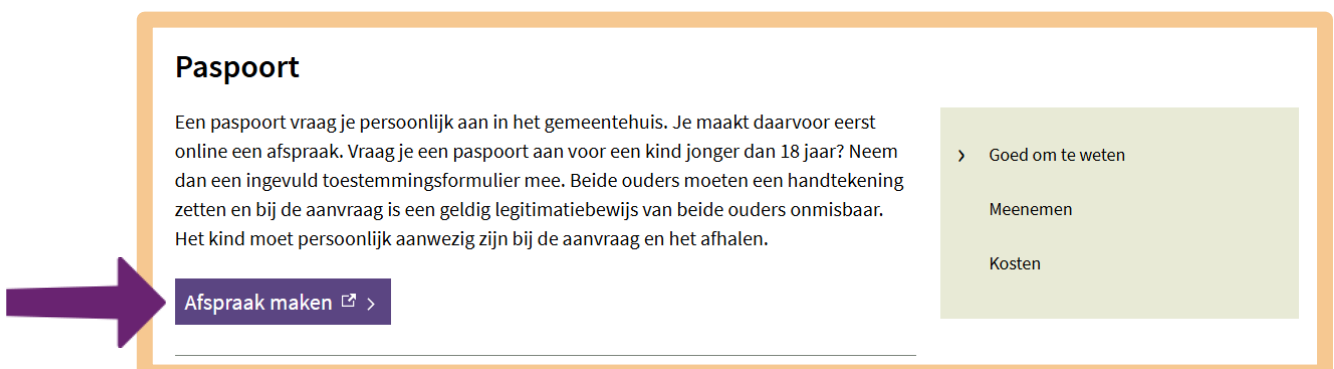 Paspoort
Een paspoort vraag je persoonlijk aan in het gemeentehuis. Je maakt daarvoor eerst
online een afspraak. Vraag je een paspoort aan voor een kind jonger dan 18 jaar? Neem
dan een ingevuld toestemmingsformulier mee. Beide ouders moeten een handtekening
zetten en bij de aanvraag is een geldig legitimatiebewijs van beide ouders onmisbaar.
Het kind moet persoonlijk aanwezig zijn bij de aanvraag en het afhalen.
Afspraak maken
Goed om te weten
Meenemen
Kosten